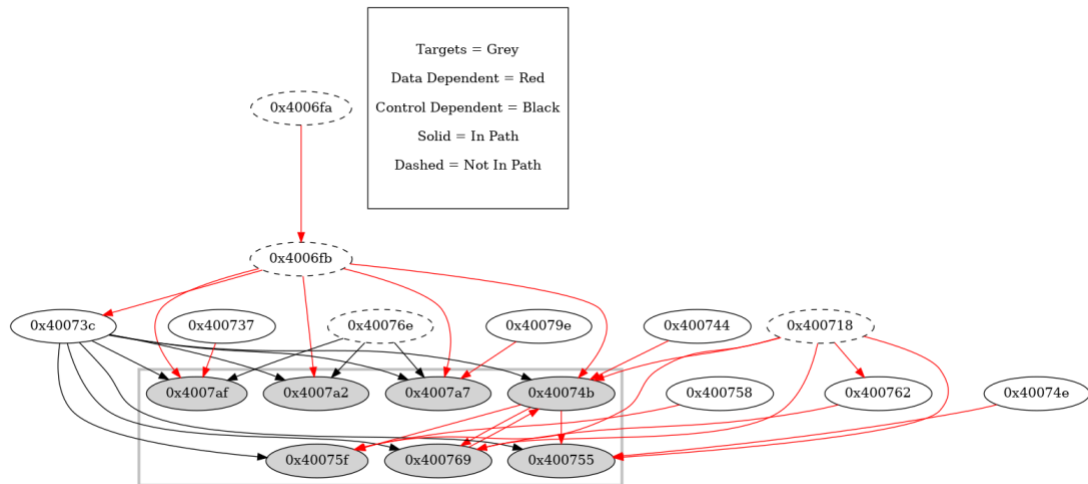 Targets = Grey
Data Dependent = Red
0x4006fa
Control Dependent = Black
Solid = In Path
Dashed = Not In Path
0x4006fb
0x40073c
0x400737
0x40076e
0x40079e
0x400744
0x400718
0x4007af
0x4007a2
0x4007a7
0x40074b
0x400758
0x400762
0x40074e
0x40075f
0x400769
0x400755